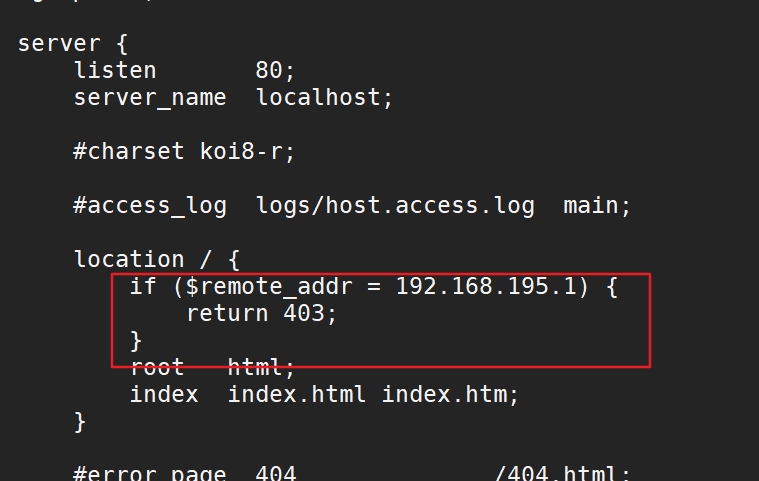 server {
    listen       80;
    server_name  localhost;
    #charset koi8-r;
    #access_log  logs/host.access.log  main;
    location / {
        if ($remote_addr = 192.168.195.1) {
            return 403;
        }
        root   html;
        index  index.html index.htm;
    }
    #error_page  404              /404.html;